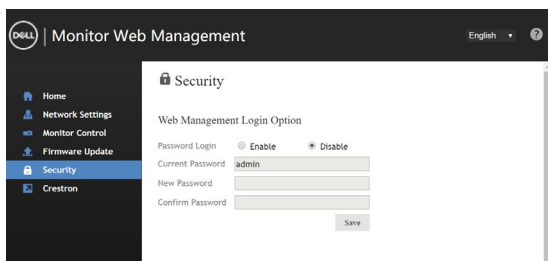 DELL | Monitor Web Management
English
?
Home
Network Settings
Monitor Control
Firmware Update
Security
Crestron
Security
Web Management Login Option
Password Login Enable Disable
Current Password admin
New Password
Confirm Password
Save